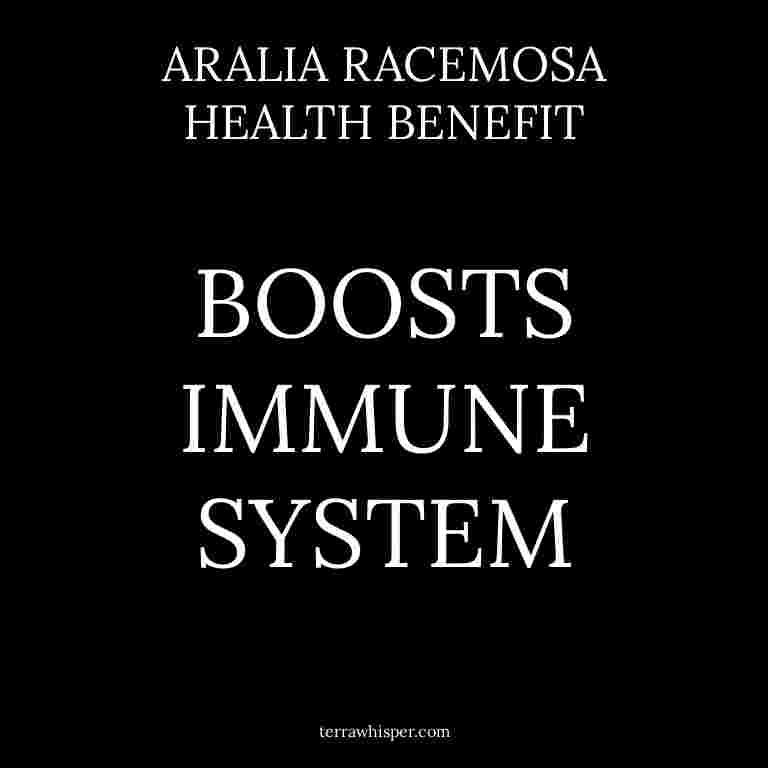 ARALIA RACEMOSA
HEALTH BENEFIT
BOOSTS
IMMUNE
SYSTEM
terrawhisper.com